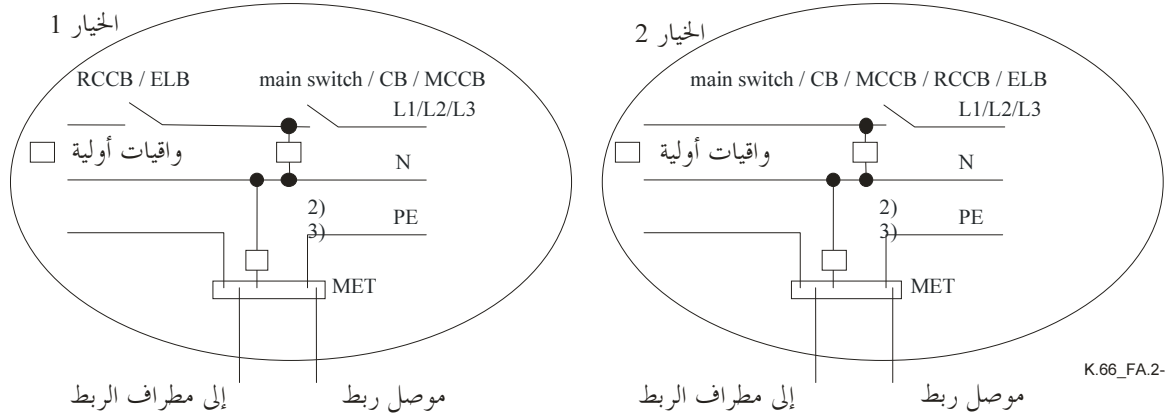 الخيار 1
RCCB / ELB
main switch / CB / MCCB
L1/L2/L3
واقيات أولية
N
2)
3)
PE
MET
إلى مطراف الربط
موصل ربط
الخيار 2
main switch / CB / MCCB / RCCB / ELB
L1/L2/L3
واقيات أولية
N
2)
3)
PE
MET
إلى مطراف الربط
موصل ربط
K.66_FA.2-